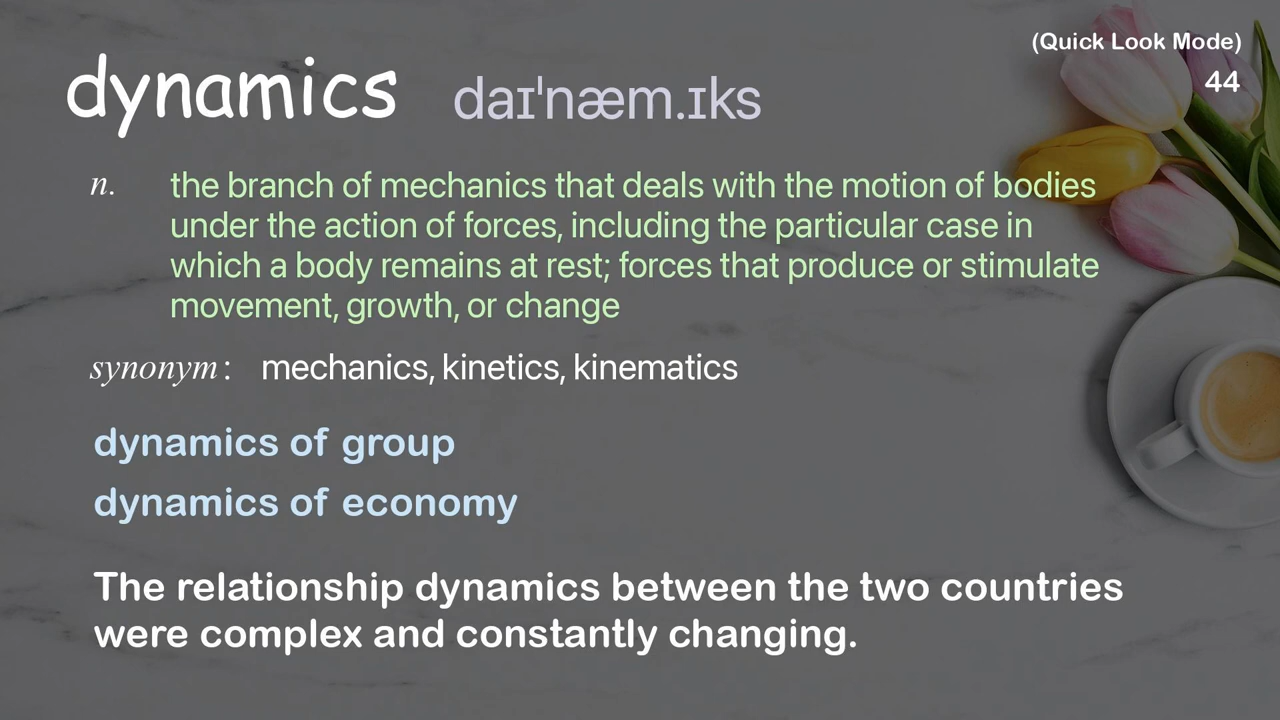 (Quick Look Mode)
44
dynamics daɪˈnæm.ɪks
n. the branch of mechanics that deals with the motion of bodies
under the action of forces, including the particular case in
which a body remains at rest; forces that produce or stimulate
movement, growth, or change
synonym: mechanics, kinetics, kinematics
dynamics of group
dynamics of economy
The relationship dynamics between the two countries
were complex and constantly changing.